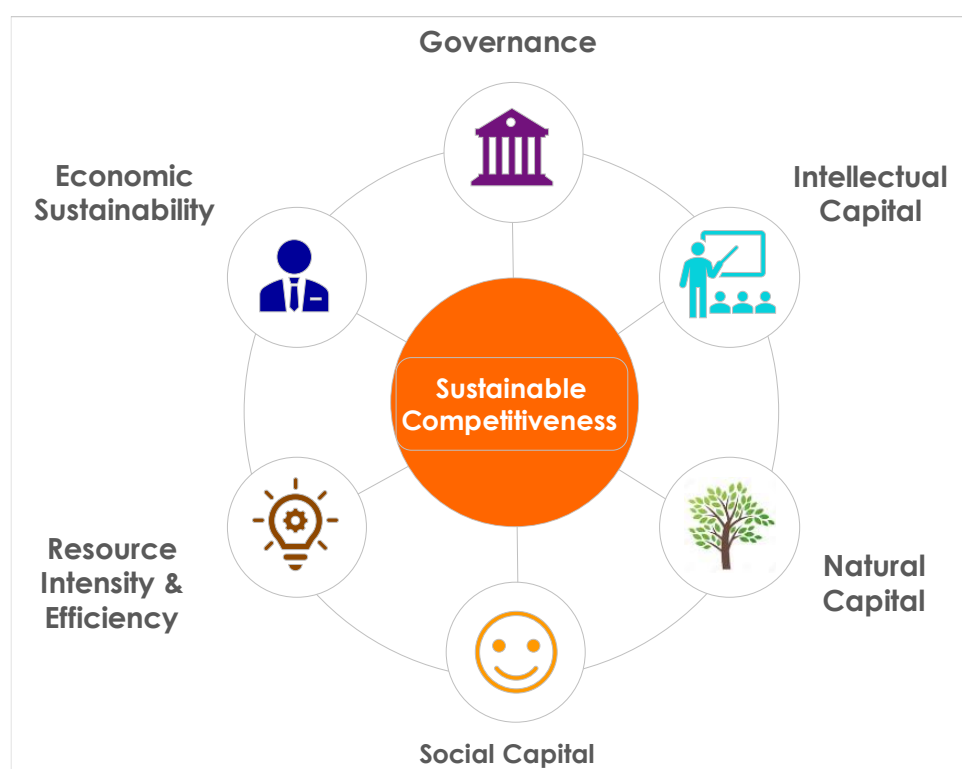 Governance
Economic
Sustainability
Intellectual
Capital
Sustainable
Competitiveness
Resource
Intensity &
Efficiency
Natural
Capital
Social Capital